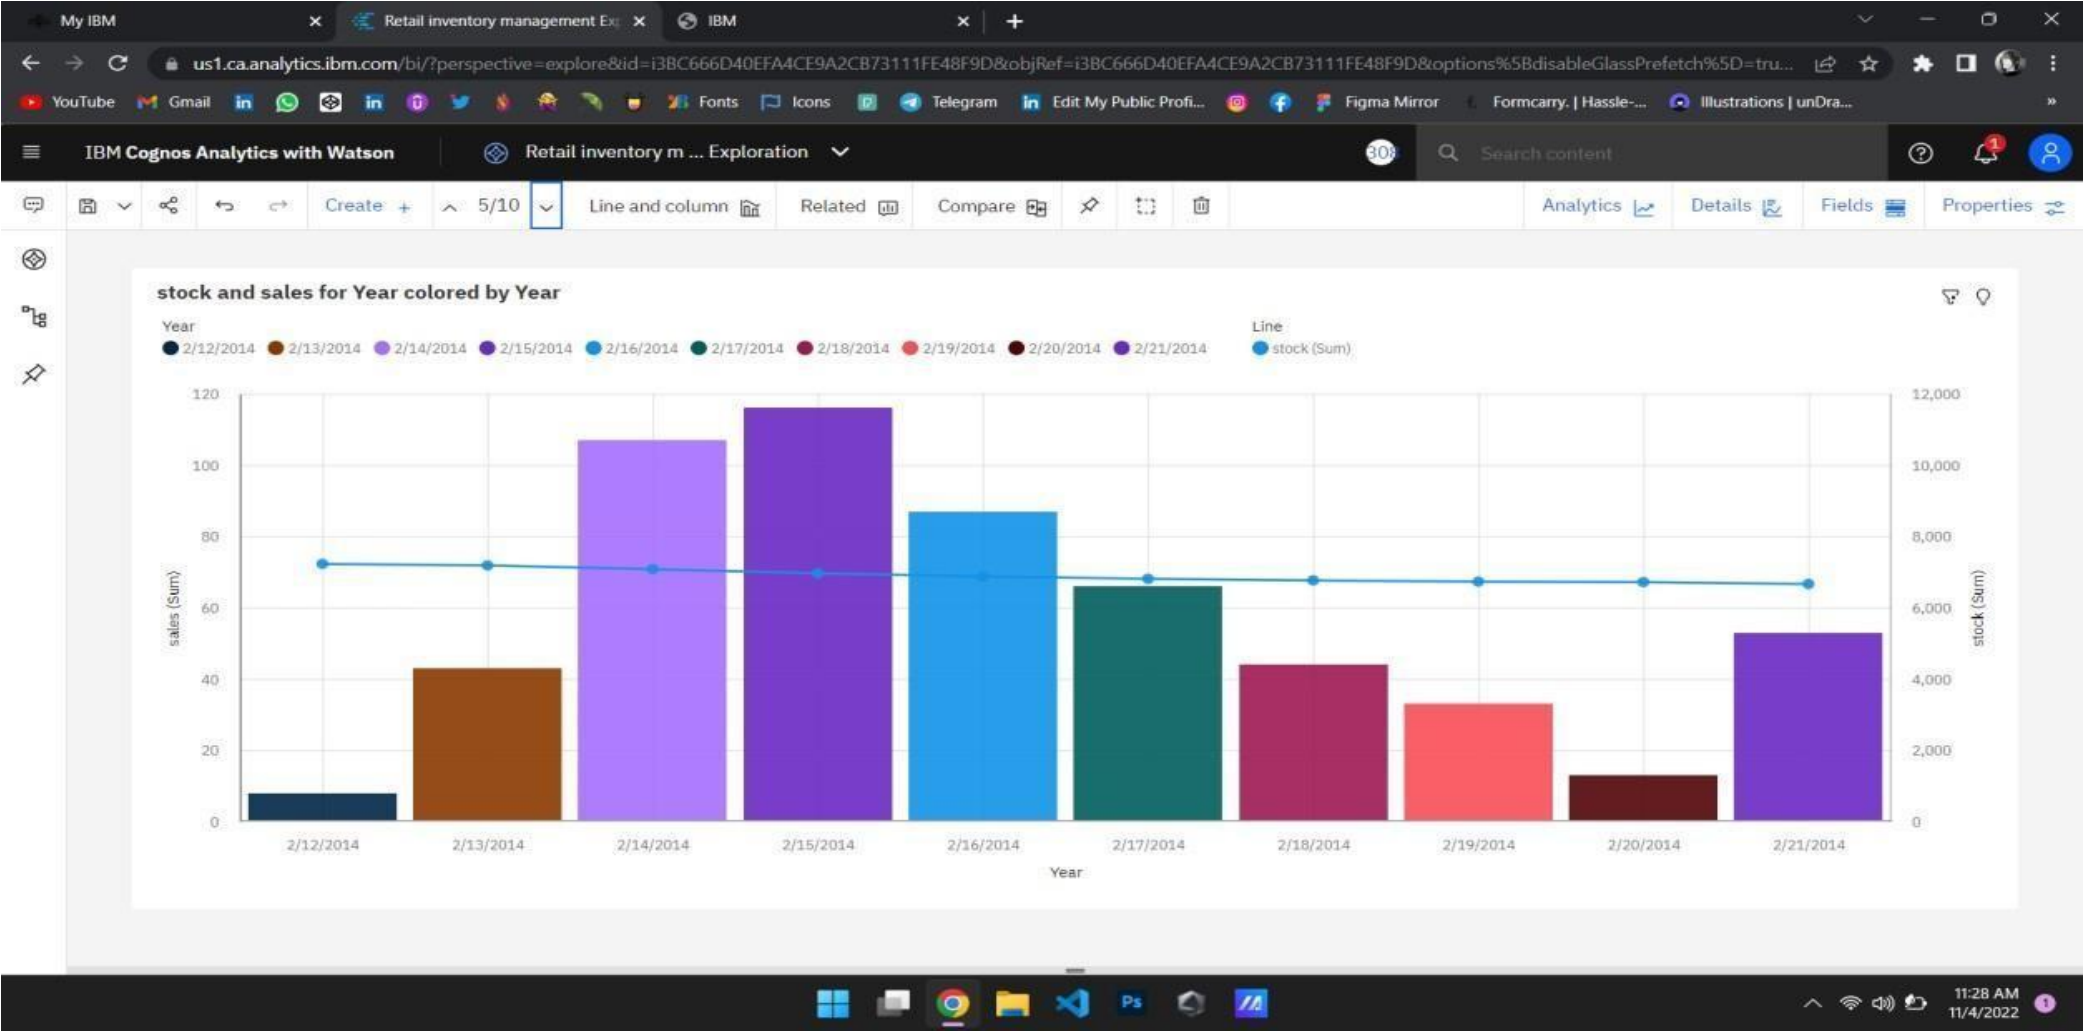 My IBM
Retail inventory management Ex
IBM
us1.ca.analytics.ibm.com/bi/?perspective=explore&id=i3BC666D40EFA4CE9A2CB73111FE48F9D&objRef=i3BC666D40EFA4CE9A2CB73111FE48F9D&options%5BdisableGlassPrefetch%5D=tru...
YouTube Gmail Fonts Icons Telegram Edit My Public Profi... Figma Mirror Formcarry. | Hassle-... Illustrations | unDra... »
IBM Cognos Analytics with Watson
Retail inventory m ... Exploration
308
Search content
1
Create + 5/10 Line and column Related Compare Analytics Details Fields Properties
stock and sales for Year colored by Year
Year
2/12/2014 2/13/2014 2/14/2014 2/15/2014 2/16/2014 2/17/2014 2/18/2014 2/19/2014 2/20/2014 2/21/2014
Line
stock (Sum)
120
100
80
60
40
20
0
sales (Sum)
12,000
10,000
8,000
6,000
4,000
2,000
0
stock (Sum)
2/12/2014 2/13/2014 2/14/2014 2/15/2014 2/16/2014 2/17/2014 2/18/2014 2/19/2014 2/20/2014 2/21/2014
Year
Ps
11:28 AM
11/4/2022
1